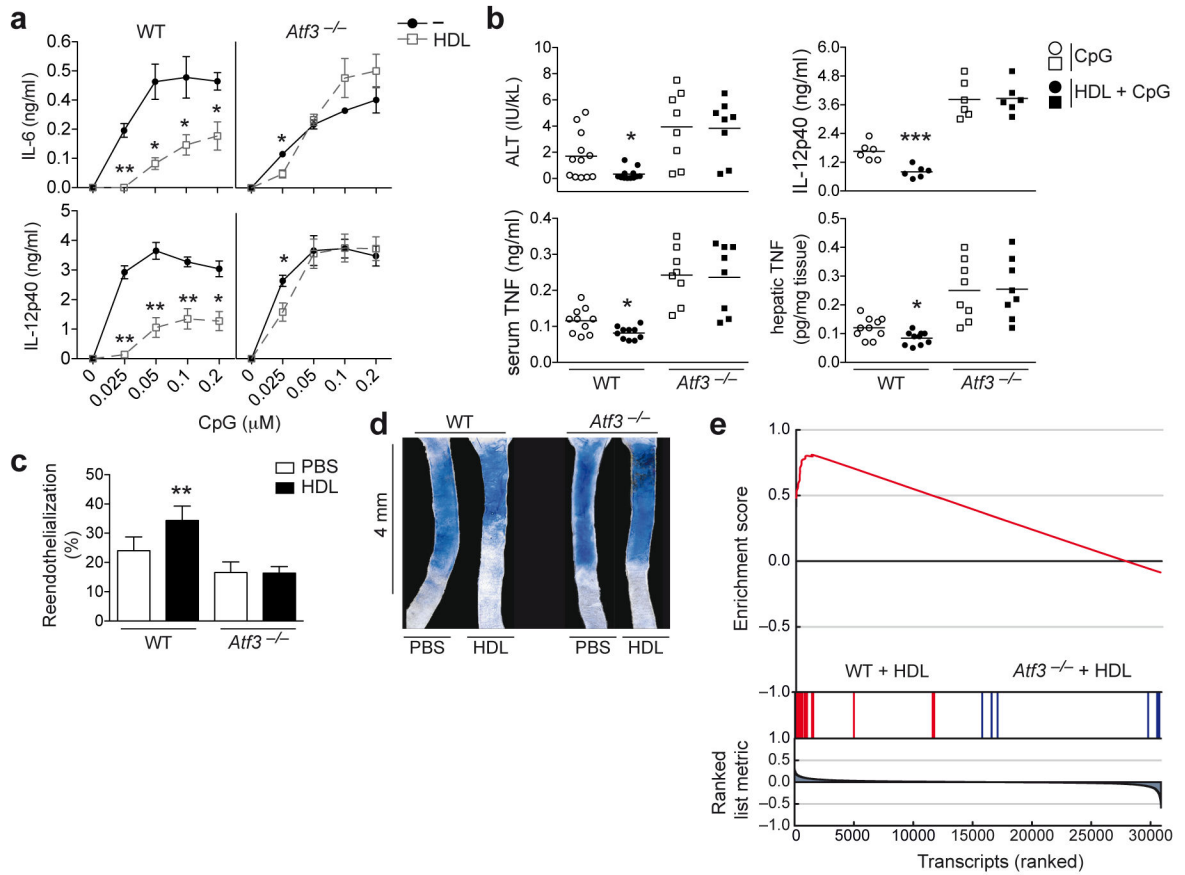 a
WT
Atf3 –/–
–
HDL
IL-6 (ng/ml)
0.6
0.4
0.2
0.0
IL-12p40 (ng/ml)
5
4
3
2
1
0
**
*
*
*
*
**
**
**
*
*
0
0.025
0.05
0.1
0.2
0
0.025
0.05
0.1
0.2
CpG (μM)
b
ALT (IU/kL)
10
8
6
4
2
0
*
IL-12p40 (ng/ml)
6.0
4.8
3.6
2.4
1.2
0.0
***
CpG
HDL + CpG
serum TNF (ng/ml)
0.4
0.3
0.2
0.1
0.0
*
WT
Atf3 –/–
hepatic TNF
(pg/mg tissue)
0.5
0.4
0.3
0.2
0.1
0.0
*
WT
Atf3 –/–
c
PBS
HDL
Reendothelialization
(%)
50
40
30
20
10
0
**
WT
Atf3 –/–
d
WT
Atf3 –/–
4 mm
PBS
HDL
PBS
HDL
e
Enrichment score
1.0
0.5
0.0
–0.5
–1.0
WT + HDL
Atf3 –/– + HDL
Ranked
list metric
1.0
0.5
0.0
–0.5
–1.0
0
5000
10000
15000
20000
25000
30000
Transcripts (ranked)